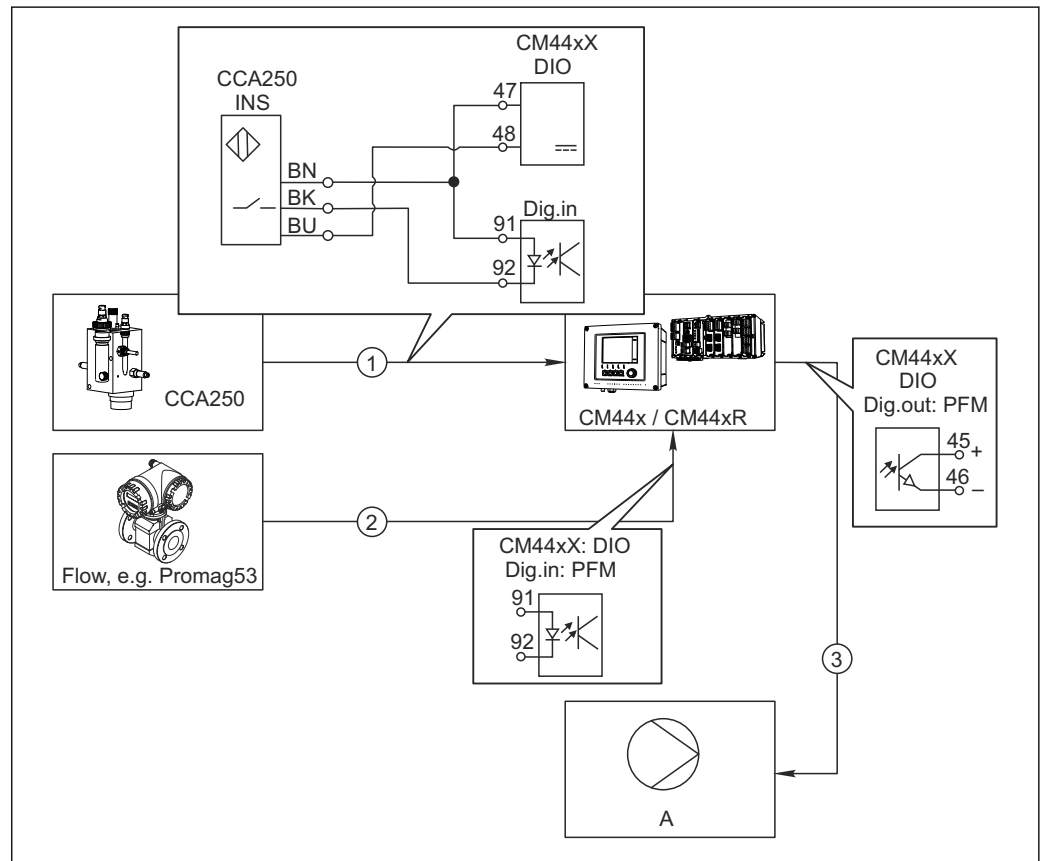 CM44xX
DIO
CCA250
INS
47
48
BN
BK
BU
Dig.in
91
92
CCA250
1
CM44x / CM44xR
CM44xX
DIO
Dig.out: PFM
45
+
46
–
Flow, e.g. Promag53
2
CM44xX: DIO
Dig.in: PFM
91
92
3
A